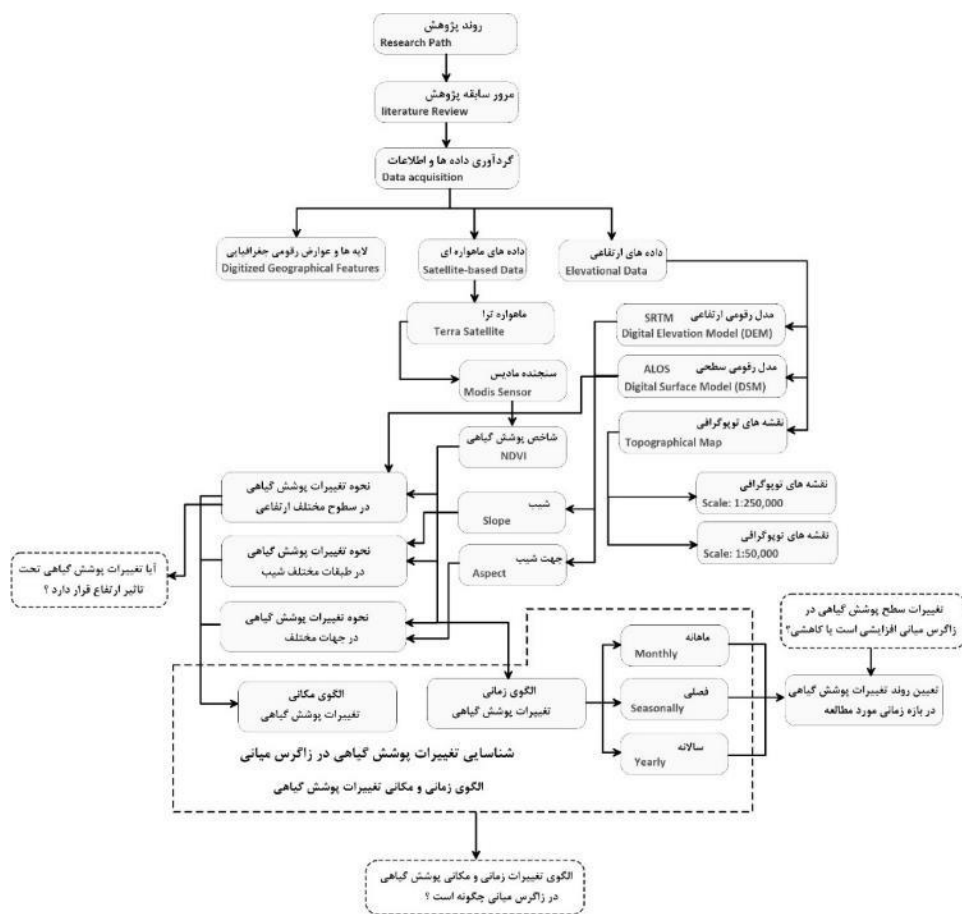 روند پژوهش
Research Path
مرور سابقه پژوهش
literature Review
گردآوری داده ها و اطلاعات
Data acquisition
لایه ها و عوارض رقومی جغرافیایی
Digitized Geographical Features
داده های ماهواره ای
Satellite-based Data
داده های ارتفاعی
Elevational Data
ماهواره ترا
Terra Satellite
مدل رقومی ارتفاعی SRTM
Digital Elevation Model (DEM)
سنجنده مادیس
Modis Sensor
مدل رقومی سطحی ALOS
Digital Surface Model (DSM)
شاخص پوشش گیاهی
NDVI
نقشه های توپوگرافی
Topographical Map
نحوه تغییرات پوشش گیاهی
در سطوح مختلف ارتفاعی
شیب
Slope
نقشه های توپوگرافی
Scale: 1:250,000
نقشه های توپوگرافی
Scale: 1:50,000
آیا تغییرات پوشش گیاهی تحت
تاثیر ارتفاع قرار دارد ؟
نحوه تغییرات پوشش گیاهی
در طبقات مختلف شیب
جهت شیب
Aspect
نحوه تغییرات پوشش گیاهی
در جهات مختلف
تغییرات سطح پوشش گیاهی در
زاگرس میانی افزایشی است یا کاهشی؟
ماهانه
Monthly
الگوی مکانی
تغییرات پوشش گیاهی
الگوی زمانی
تغییرات پوشش گیاهی
فصلی
Seasonally
تعیین روند تغییرات پوشش گیاهی
در بازه زمانی مورد مطالعه
سالانه
Yearly
شناسایی تغییرات پوشش گیاهی در زاگرس میانی
الگوی زمانی و مکانی تغییرات پوشش گیاهی
الگوی تغییرات زمانی و مکانی پوشش گیاهی
در زاگرس میانی چگونه است ؟